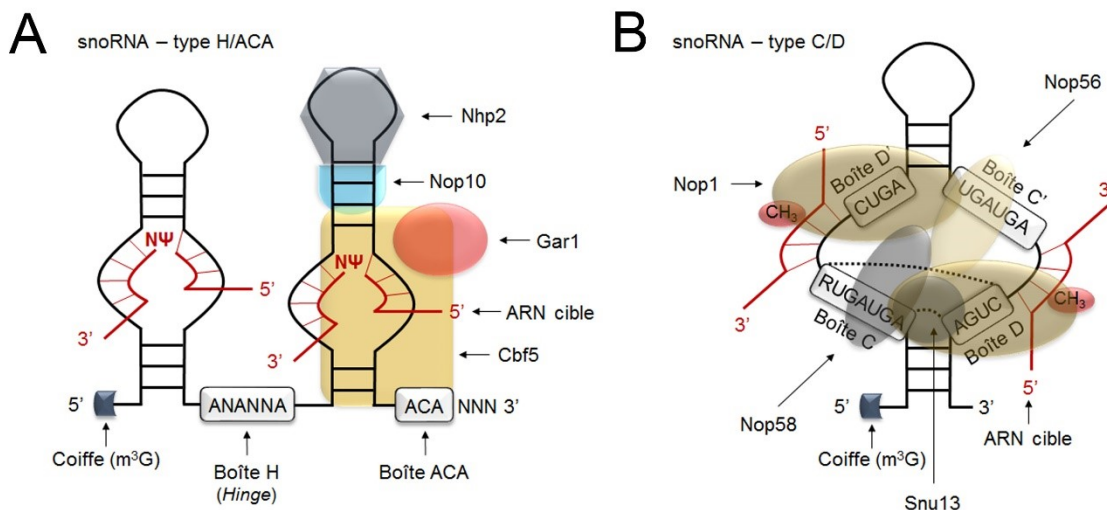 A
snoRNA – type H/ACA
Nhp2
Nop10
Gar1
NΨ
NΨ
5’
5’
ARN cible
3’
3’
Cbf5
5’
ANANNA
ACA
NNN 3’
Coiffe (m³G)
Boîte H
(Hinge)
Boîte ACA
B
snoRNA – type C/D
Nop56
5’
Boîte D’
Boîte C’
Nop1
CUGA
UGAUGA
3’
CH₃
RUGAUGA
AGUC
CH₃
3’
Boîte C
Boîte D
5’
5’
3’
Nop58
ARN cible
Coiffe (m³G)
Snu13